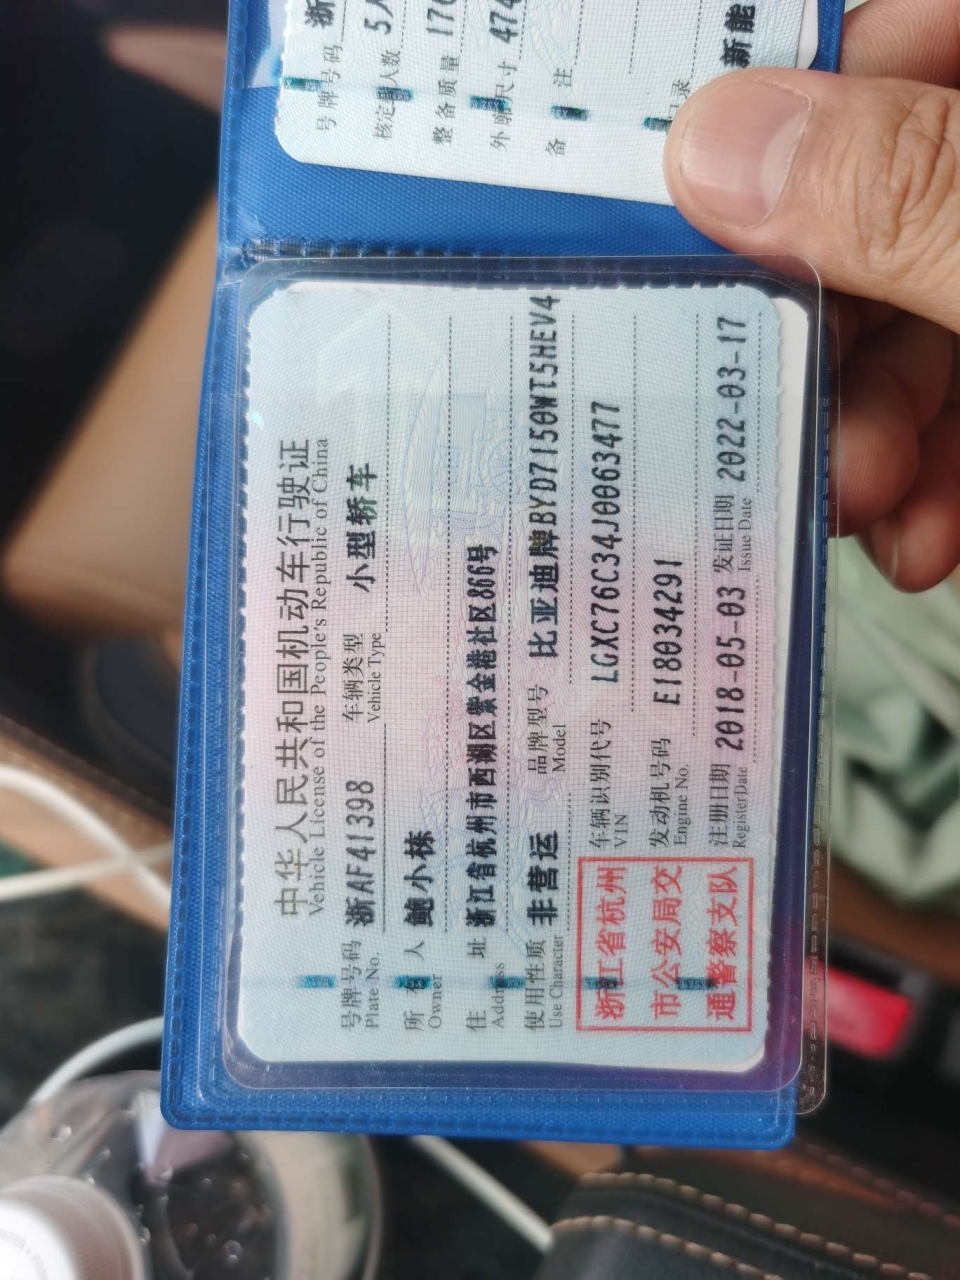 中华人民共和国机动车行驶证
Vehicle License of the People's Republic of China
号牌号码 浙AF41398 车辆类型 小型轿车
Plate No. Vehicle Type
所有人 鲍小栋
Owner
住址 浙江省杭州市西湖区紫金港社区866号
Address
使用性质 非营运 品牌型号 比亚迪牌BYD7150WT5HEV4
Use Character Model
浙江省杭州
市公安局交
通警察支队
车辆识别代号 LGXC76C34J0063477
VIN
发动机号码 E18034291
Engine No.
注册日期 2018-05-03 发证日期 2022-03-17
Register Date Issue Date
号牌号码 浙
核定载人数 5人
整备质量 176
外廓尺寸 474
备注
新能